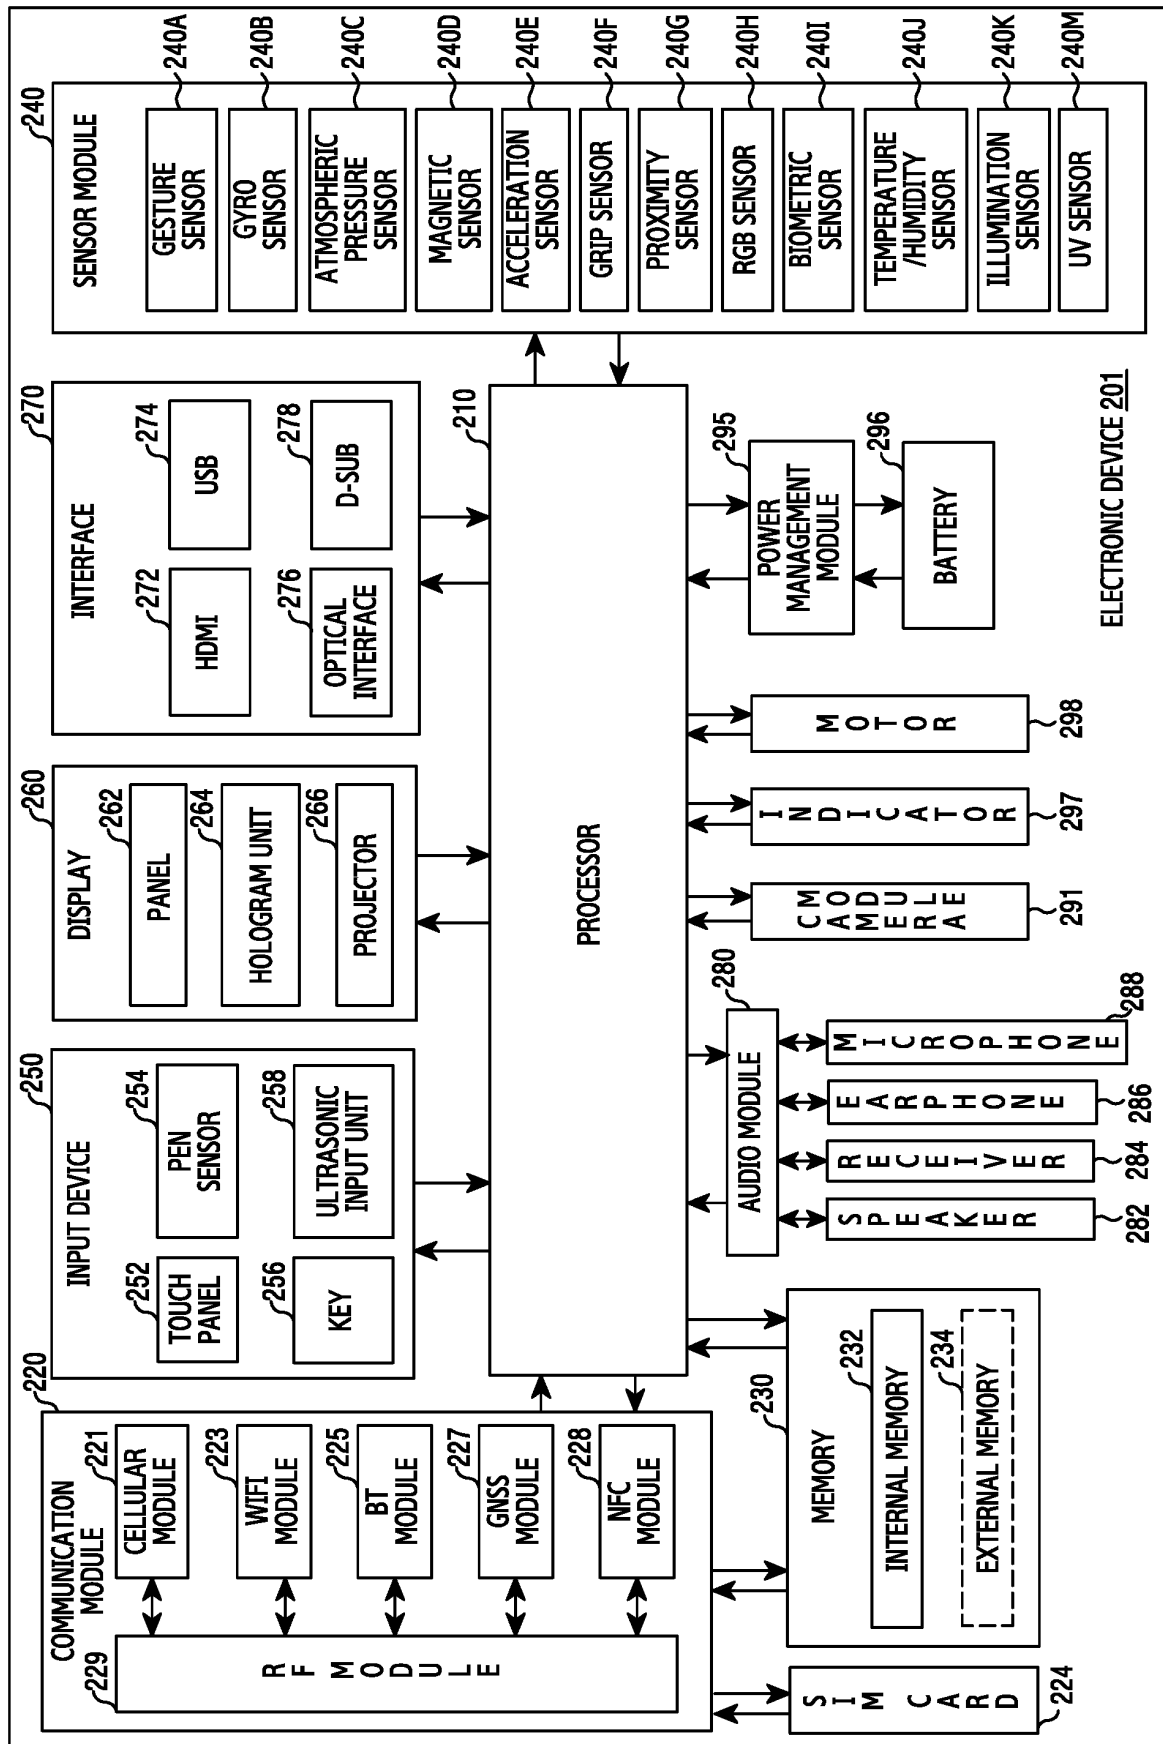 COMMUNICATION
MODULE
220
229
RF MODULE
221
CELLULAR
MODULE
223
WIFI
MODULE
225
BT
MODULE
227
GNSS
MODULE
228
NFC
MODULE
SIM CARD
224
INPUT DEVICE
250
252
TOUCH
PANEL
254
PEN
SENSOR
256
KEY
258
ULTRASONIC
INPUT UNIT
DISPLAY
260
262
PANEL
264
HOLOGRAM UNIT
266
PROJECTOR
INTERFACE
270
272
HDMI
274
USB
276
OPTICAL
INTERFACE
278
D-SUB
SENSOR MODULE
240
GESTURE
SENSOR
240A
GYRO
SENSOR
240B
ATMOSPHERIC
PRESSURE
SENSOR
240C
MAGNETIC
SENSOR
240D
ACCELERATION
SENSOR
240E
GRIP SENSOR
240F
PROXIMITY
SENSOR
240G
RGB SENSOR
240H
BIOMETRIC
SENSOR
240I
TEMPERATURE
/HUMIDITY
SENSOR
240J
ILLUMINATION
SENSOR
240K
UV SENSOR
240M
PROCESSOR
210
MEMORY
230
232
INTERNAL MEMORY
234
EXTERNAL MEMORY
AUDIO MODULE
280
SPEAKER
282
RECEIVER
284
EARPHONE
286
MICROPHONE
288
CAMERA
MODULE
291
INDICATOR
297
MOTOR
298
POWER
MANAGEMENT
MODULE
295
BATTERY
296
ELECTRONIC DEVICE 201